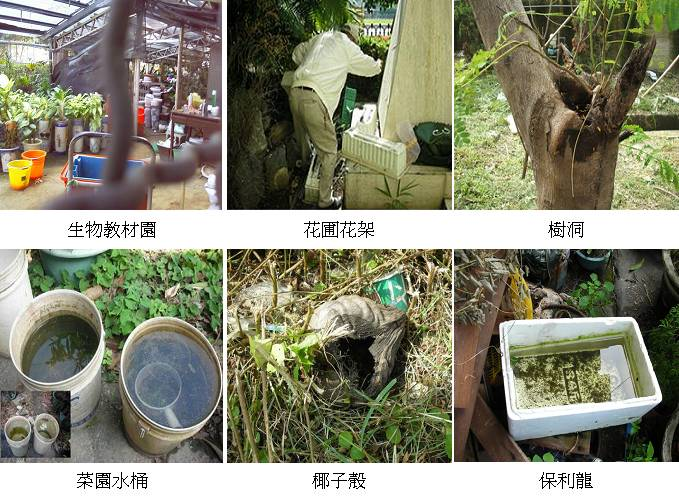 生物教材園
花圃花架
樹洞
菜園水桶
椰子殼
保利龍